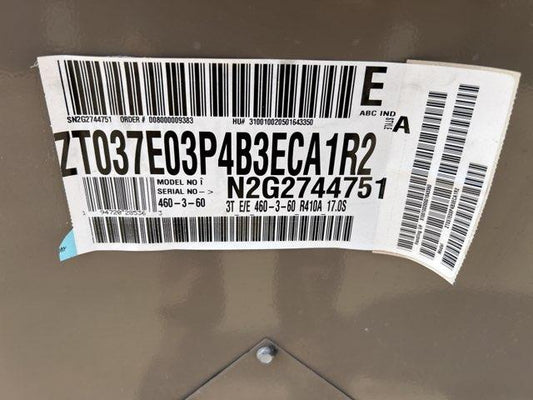 E
ABC IND
A
SN2G2744751 ORDER # 008000009383 HU# 310010020501643350
ZT037E03P4B3ECA1R2
MODEL NO
SERIAL NO -> N2G2744751
460-3-60 3T E/E 460-3-60 R410A 17.0S